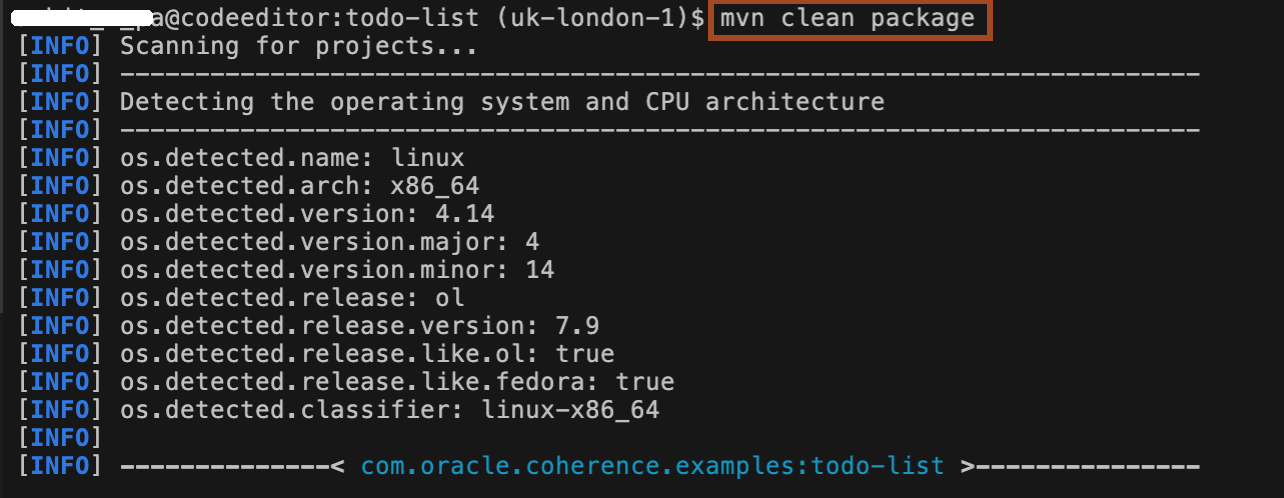 @codeeditor:todo-list (uk-london-1)$ mvn clean package
[INFO] Scanning for projects...
[INFO] ------------------------------------------------------------------------
[INFO] Detecting the operating system and CPU architecture
[INFO] ------------------------------------------------------------------------
[INFO] os.detected.name: linux
[INFO] os.detected.arch: x86_64
[INFO] os.detected.version: 4.14
[INFO] os.detected.version.major: 4
[INFO] os.detected.version.minor: 14
[INFO] os.detected.release: ol
[INFO] os.detected.release.version: 7.9
[INFO] os.detected.release.like.ol: true
[INFO] os.detected.release.like.fedora: true
[INFO] os.detected.classifier: linux-x86_64
[INFO]
[INFO] --------------< com.oracle.coherence.examples:todo-list >---------------